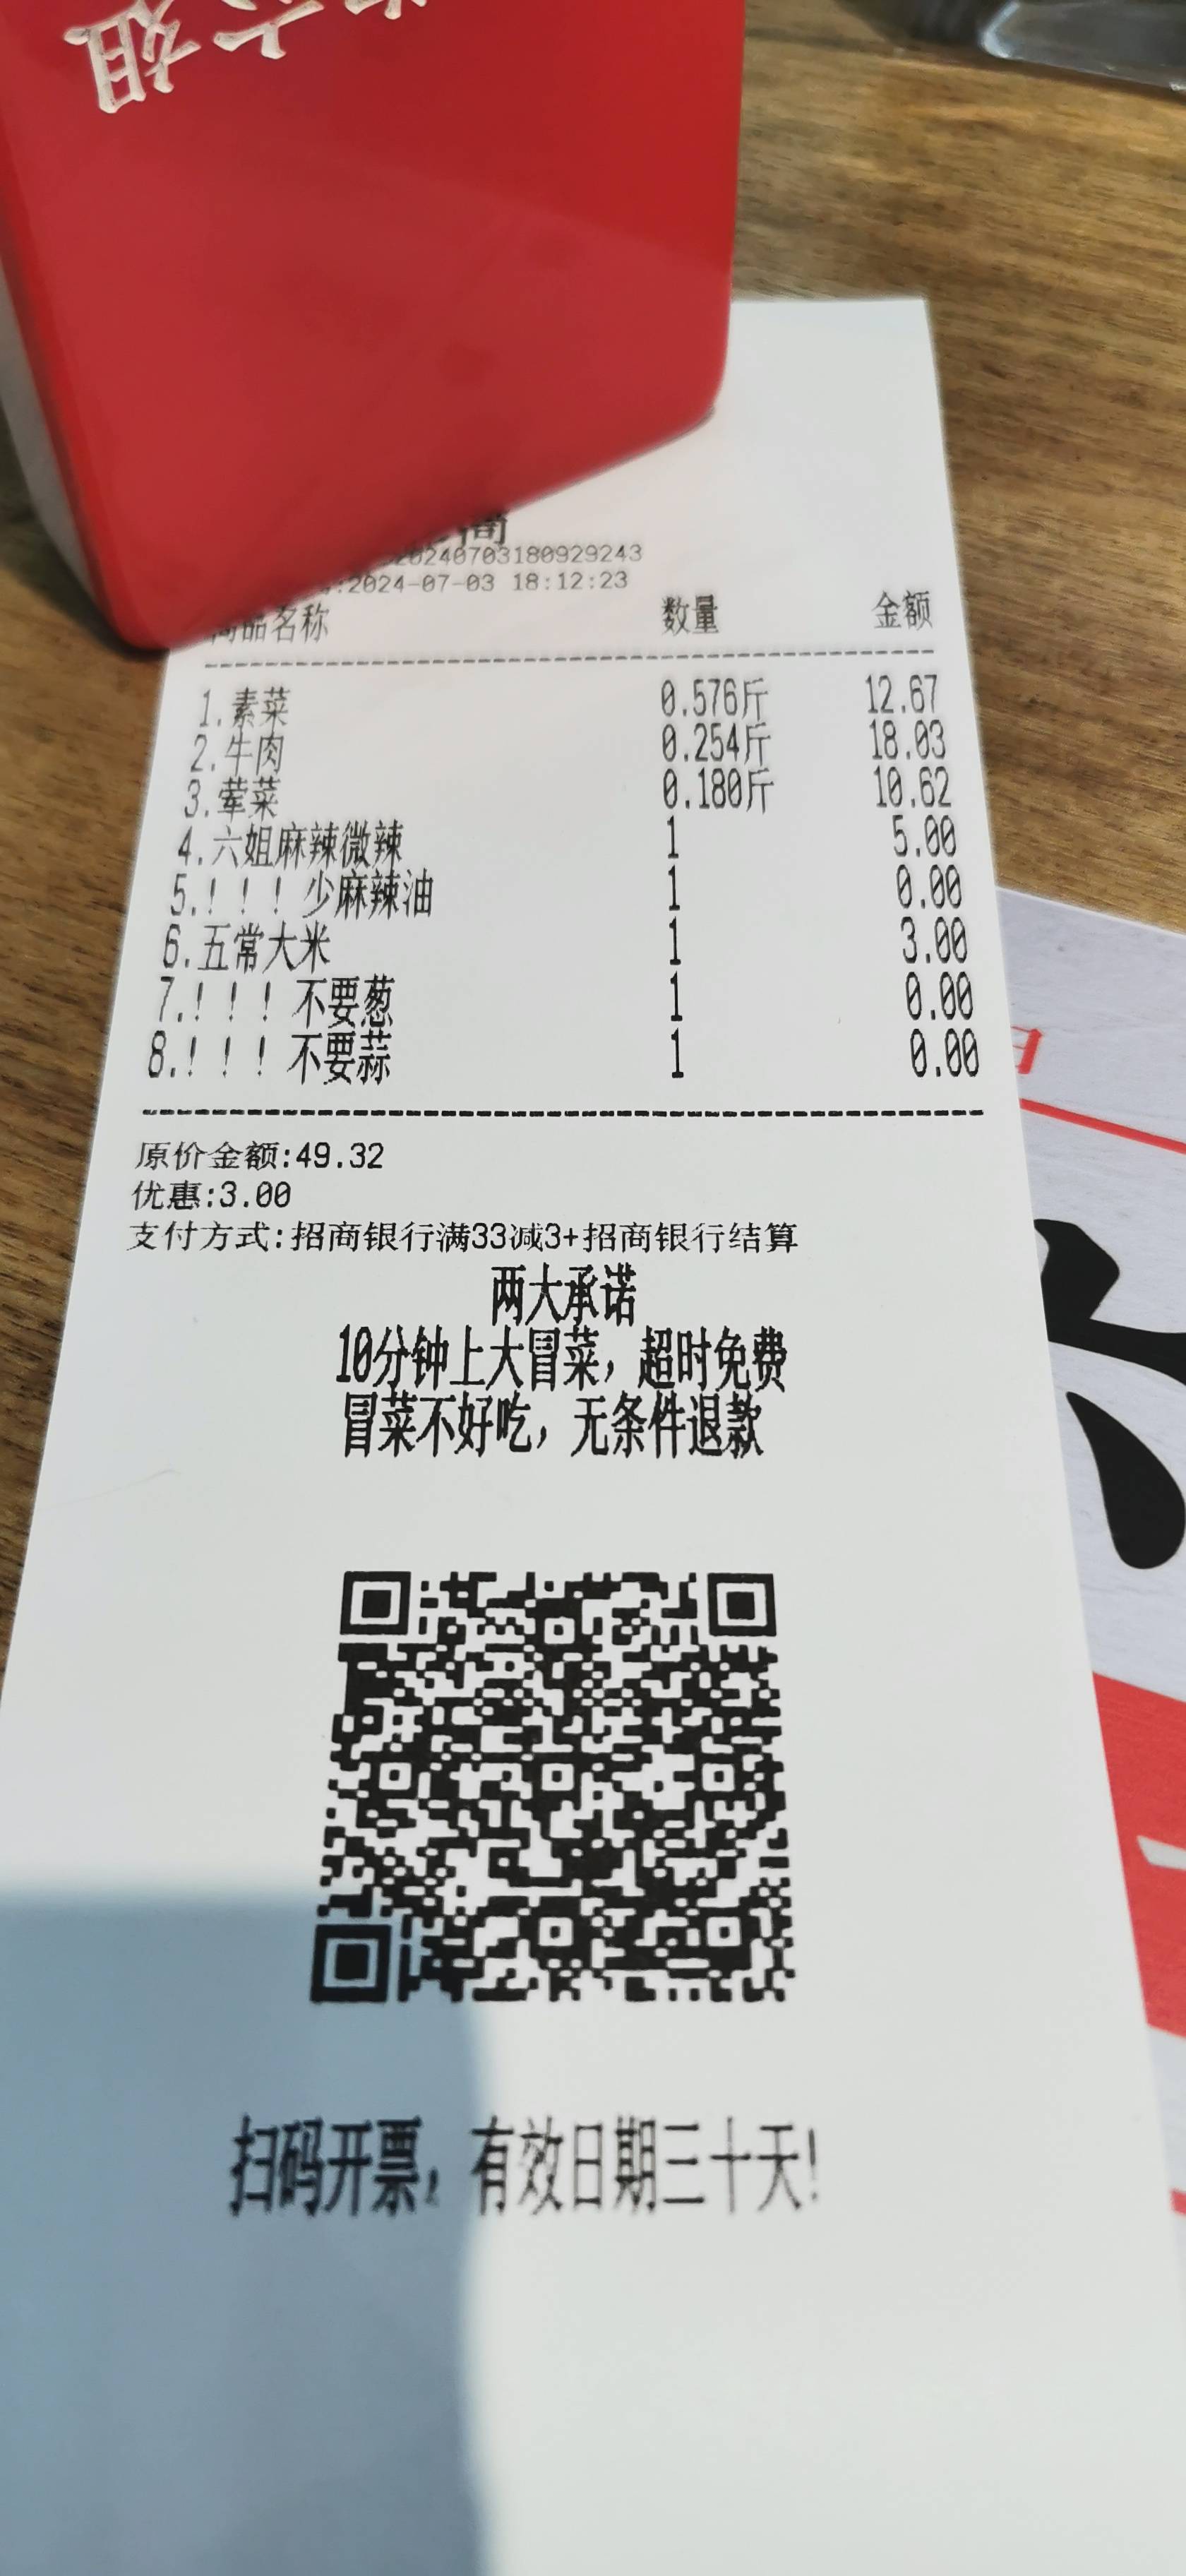 六姐
20240703180929243
:2024-07-03 18:12:23
商品名称 数量 金额
1.素菜 0.576斤 12.67
2.牛肉 0.254斤 18.03
3.荤菜 0.180斤 10.62
4.六姐麻辣微辣 1 5.00
5.！！！少麻辣油 1 0.00
6.五常大米 1 3.00
7.！！！不要葱 1 0.00
8.！！！不要蒜 1 0.00
原价金额:49.32
优惠:3.00
支付方式:招商银行满33减3+招商银行结算
两大承诺
10分钟上大冒菜，超时免费
冒菜不好吃，无条件退款
扫码开票，有效日期三十天!